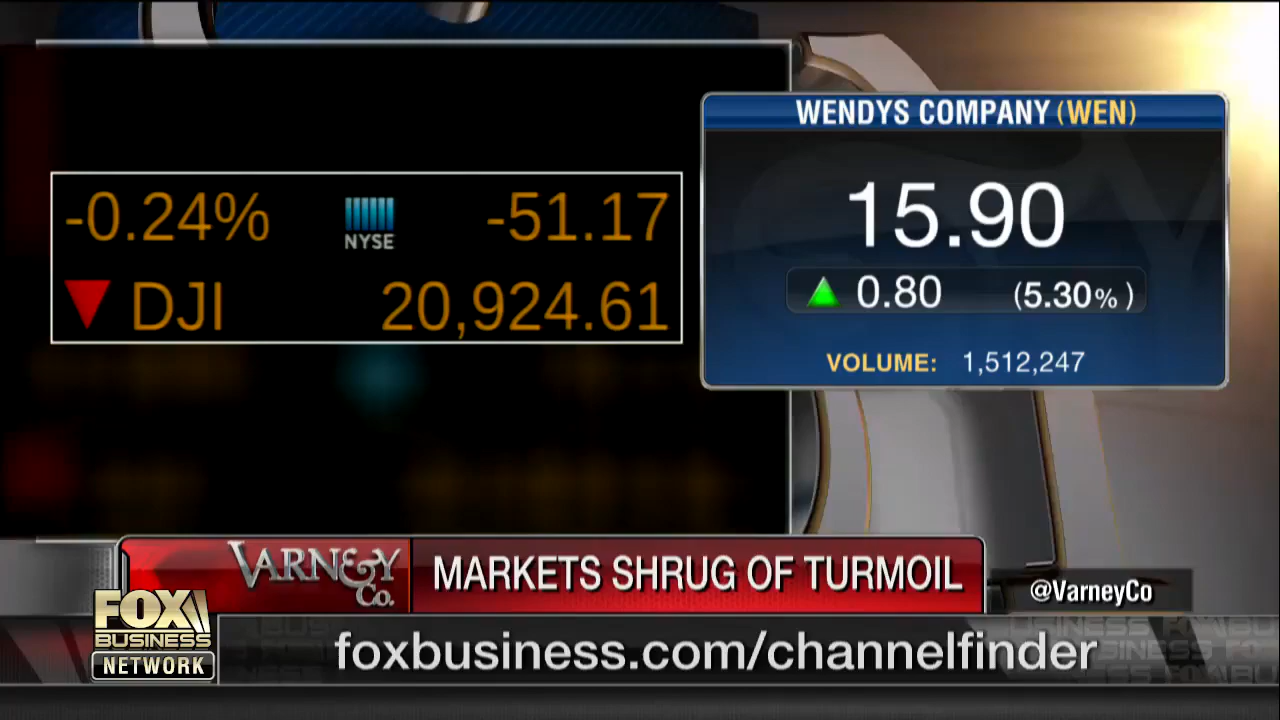 WENDYS COMPANY (WEN)
15.90
0.80 (5.30%)
VOLUME: 1,512,247
-0.24% NYSE -51.17
DJI 20,924.61
VARNEY & Co.
MARKETS SHRUG OF TURMOIL
@VarneyCo
FOX BUSINESS NETWORK
foxbusiness.com/channelfinder